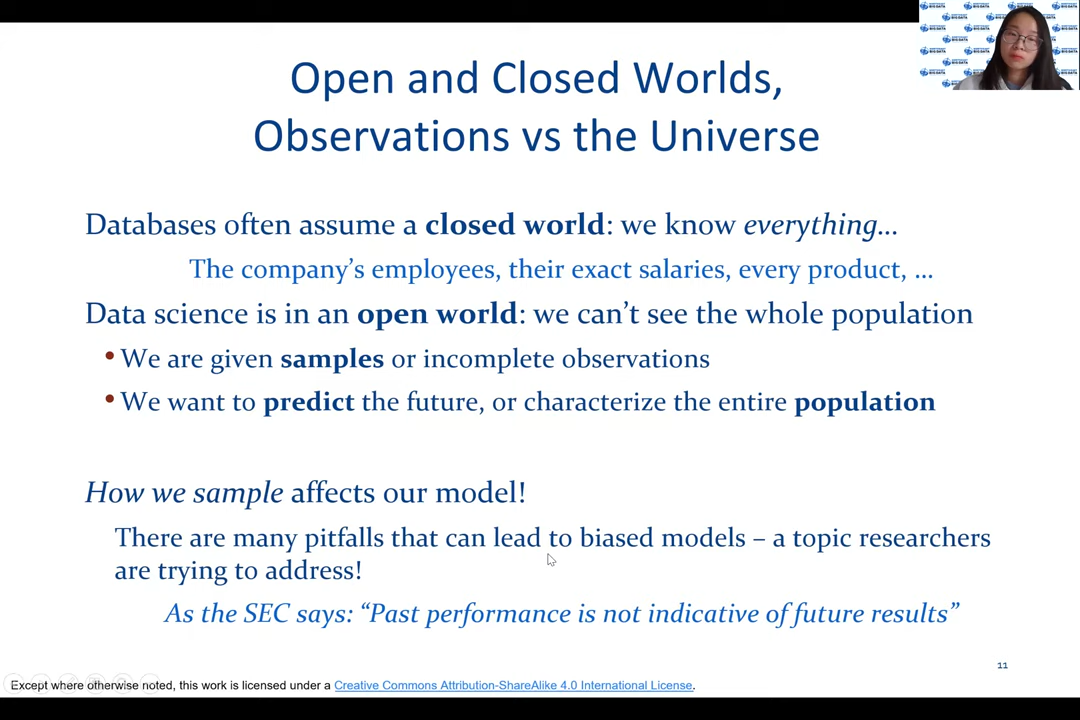 Open and Closed Worlds,
Observations vs the Universe
Databases often assume a closed world: we know everything…
The company's employees, their exact salaries, every product, …
Data science is in an open world: we can't see the whole population
• We are given samples or incomplete observations
• We want to predict the future, or characterize the entire population
How we sample affects our model!
There are many pitfalls that can lead to biased models – a topic researchers
are trying to address!
As the SEC says: “Past performance is not indicative of future results”
11
Except where otherwise noted, this work is licensed under a Creative Commons Attribution-ShareAlike 4.0 International License.
BIG DATA